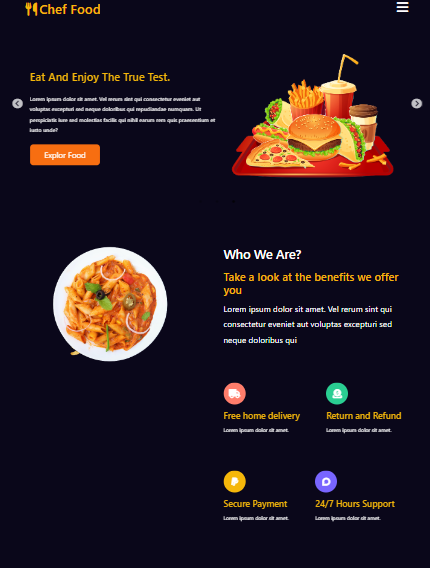 Chef Food
Eat And Enjoy The True Test.
Lorem ipsum dolor sit amet. Vel rerum sint qui consectetur eveniet aut
voluptas excepturi sed neque doloribus qui repudiandae numquam. Ut
perspiciatis iure sed molestias facilis qui nihil earum rem quis praesentium et
iusto unde?
Explor Food
Who We Are?
Take a look at the benefits we offer
you
Lorem ipsum dolor sit amet. Vel rerum sint qui
consectetur eveniet aut voluptas excepturi sed
neque doloribus qui
Free home delivery
Lorem ipsum dolor sit amet.
Return and Refund
Lorem ipsum dolor sit amet.
Secure Payment
Lorem ipsum dolor sit amet.
24/7 Hours Support
Lorem ipsum dolor sit amet.